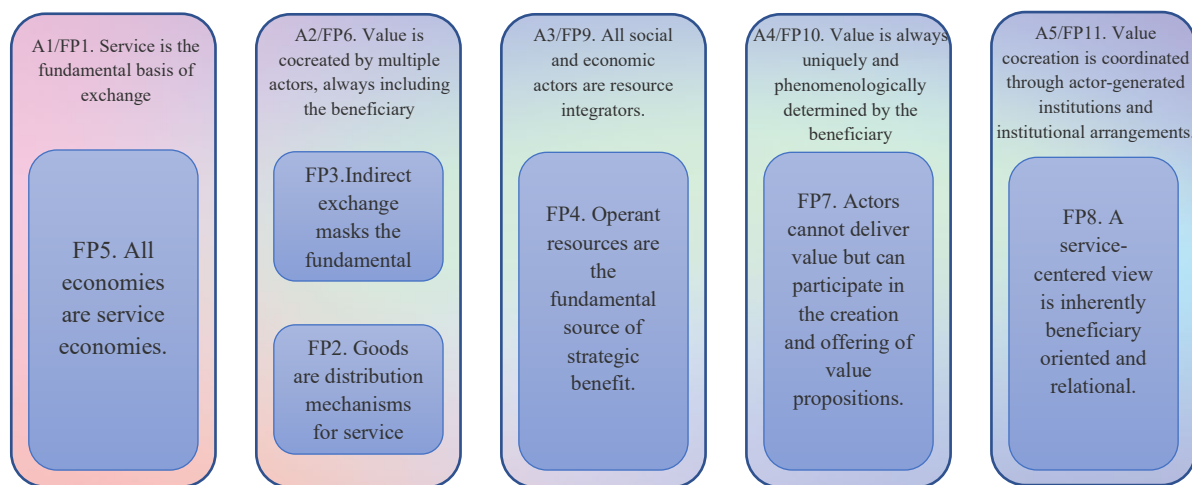 A1/FP1. Service is the
fundamental basis of
exchange
FP5. All
economies
are service
economies.
A2/FP6. Value is
cocreated by multiple
actors, always including
the beneficiary
FP3.Indirect
exchange
masks the
fundamental
FP2. Goods
are distribution
mechanisms
for service
A3/FP9. All social
and economic
actors are resource
integrators.
FP4. Operant
resources are
the
fundamental
source of
strategic
benefit.
A4/FP10. Value is always
uniquely and
phenomenologically
determined by the
beneficiary
FP7. Actors
cannot deliver
value but can
participate in
the creation
and offering of
value
propositions.
A5/FP11. Value
cocreation is coordinated
through actor-generated
institutions and
institutional arrangements.
FP8. A
service-
centered view
is inherently
beneficiary
oriented and
relational.